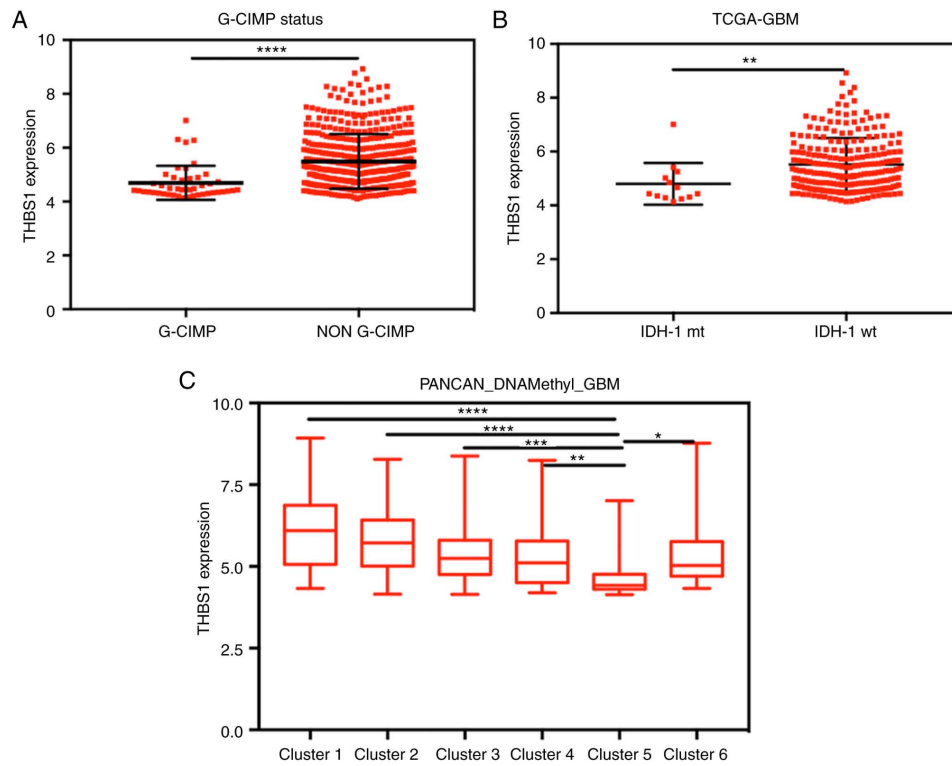 A
G-CIMP status
10
8
6
4
2
0
THBS1 expression
****
G-CIMP
NON G-CIMP
B
TCGA-GBM
10
8
6
4
2
0
THBS1 expression
**
IDH-1 mt
IDH-1 wt
C
PANCAN_DNAMethyl_GBM
10.0
7.5
5.0
2.5
0.0
THBS1 expression
****
****
***
*
**
Cluster 1
Cluster 2
Cluster 3
Cluster 4
Cluster 5
Cluster 6